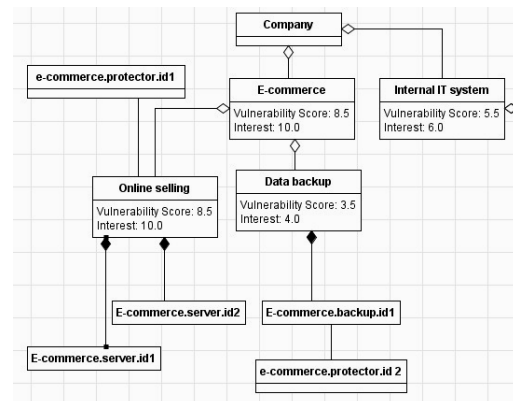 Company
e-commerce.protector.id1
E-commerce
Vulnerability Score: 8.5
Interest: 10.0
Internal IT system
Vulnerability Score: 5.5
Interest: 6.0
Online selling
Vulnerability Score: 8.5
Interest: 10.0
Data backup
Vulnerability Score: 3.5
Interest: 4.0
E-commerce.server.id2
E-commerce.backup.id1
E-commerce.server.id1
e-commerce.protector.id 2